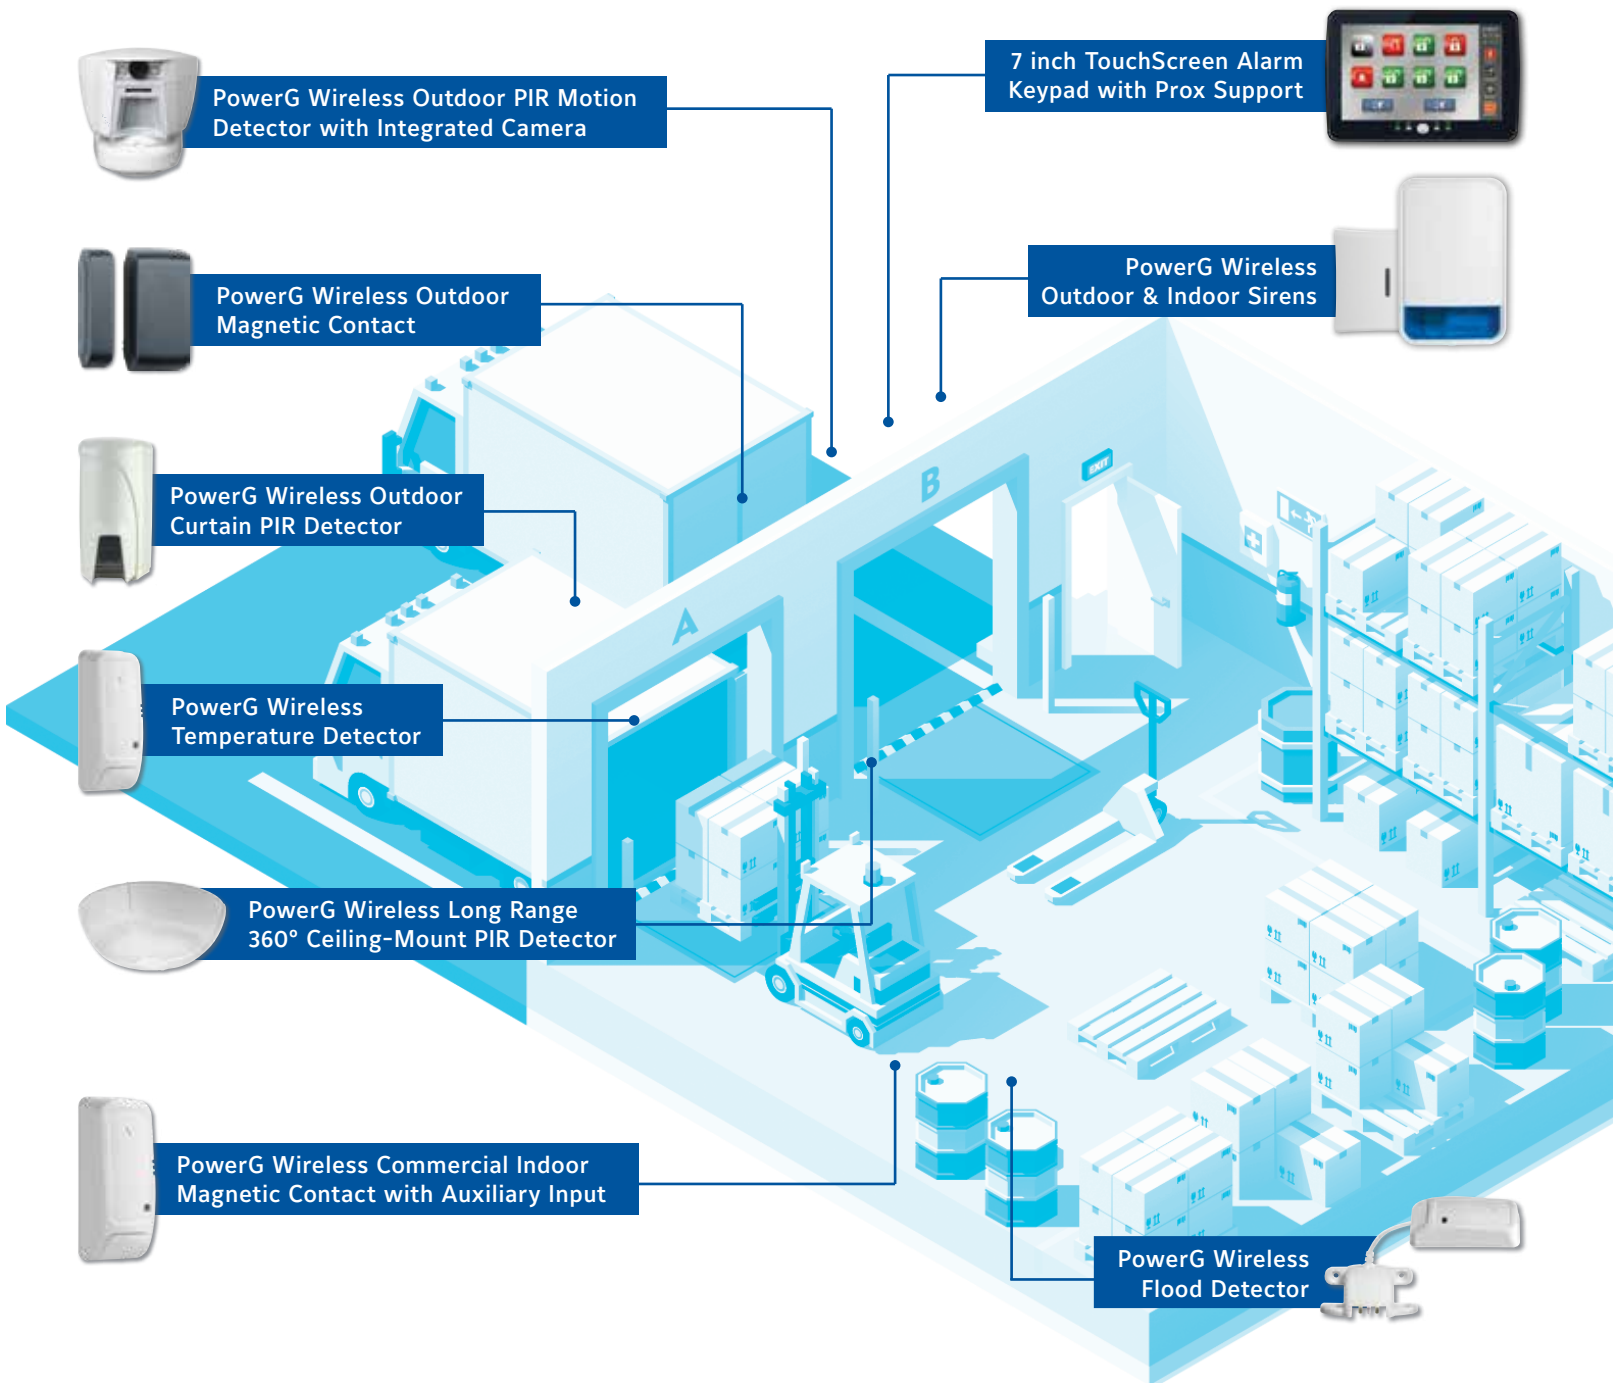 PowerG Wireless Outdoor PIR Motion
Detector with Integrated Camera
7 inch TouchScreen Alarm
Keypad with Prox Support
PowerG Wireless
Outdoor & Indoor Sirens
PowerG Wireless Outdoor
Magnetic Contact
PowerG Wireless Outdoor
Curtain PIR Detector
B
EXIT
A
PowerG Wireless
Temperature Detector
PowerG Wireless Long Range
360° Ceiling-Mount PIR Detector
PowerG Wireless Commercial Indoor
Magnetic Contact with Auxiliary Input
PowerG Wireless
Flood Detector